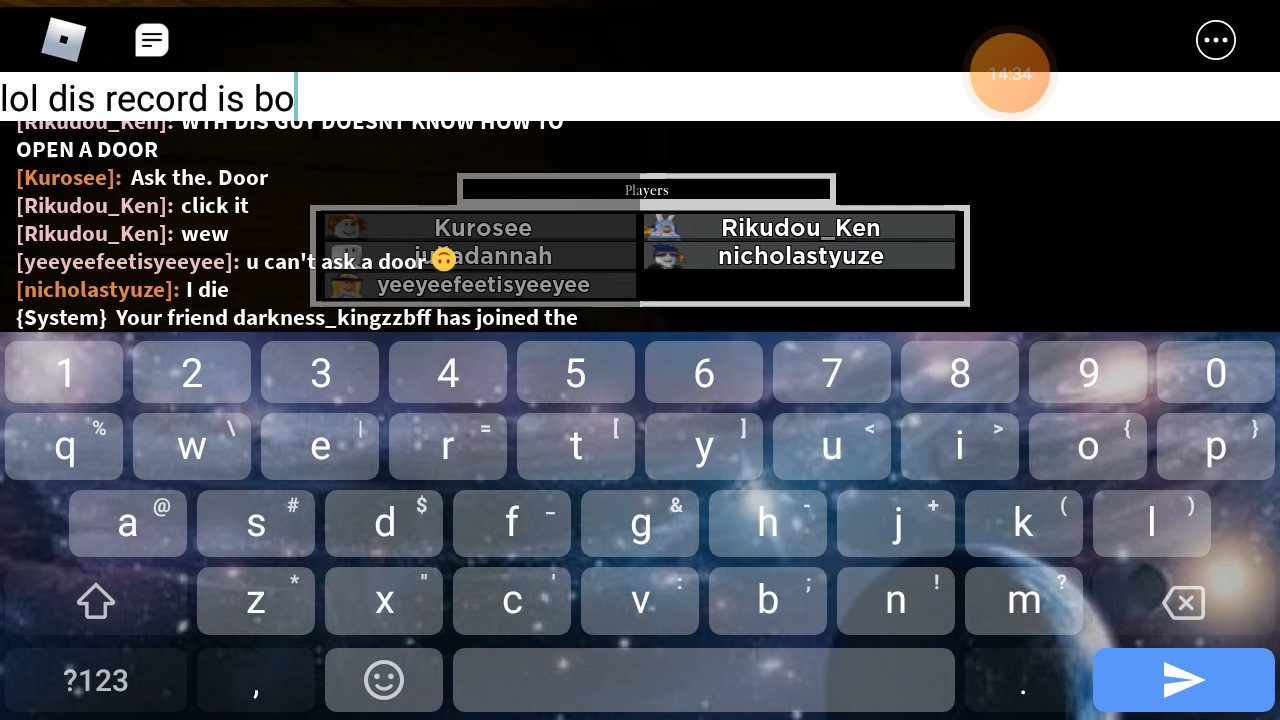 14:34
lol dis record is bo
[Rikudou_Ken]: WTH DIS GUY DOESNT KNOW HOW TO
OPEN A DOOR
[Kurosee]: Ask the. Door
[Rikudou_Ken]: click it
[Rikudou_Ken]: wew
[yeeyeefeetisyeeyee]: u can't ask a door 🙃
[nicholastyuze]: I die
{System} Your friend darkness_kingzzbff has joined the
Players
Kurosee Rikudou_Ken
nicholastyuze
yeeyeefeetisyeeyee
1 2 3 4 5 6 7 8 9 0
% \ | = [ ] < > { }
q w e r t y u i o p
@ # $ _ & - + ( )
a s d f g h j k l
* " ' : ; ! ?
z x c v b n m
?123 , .